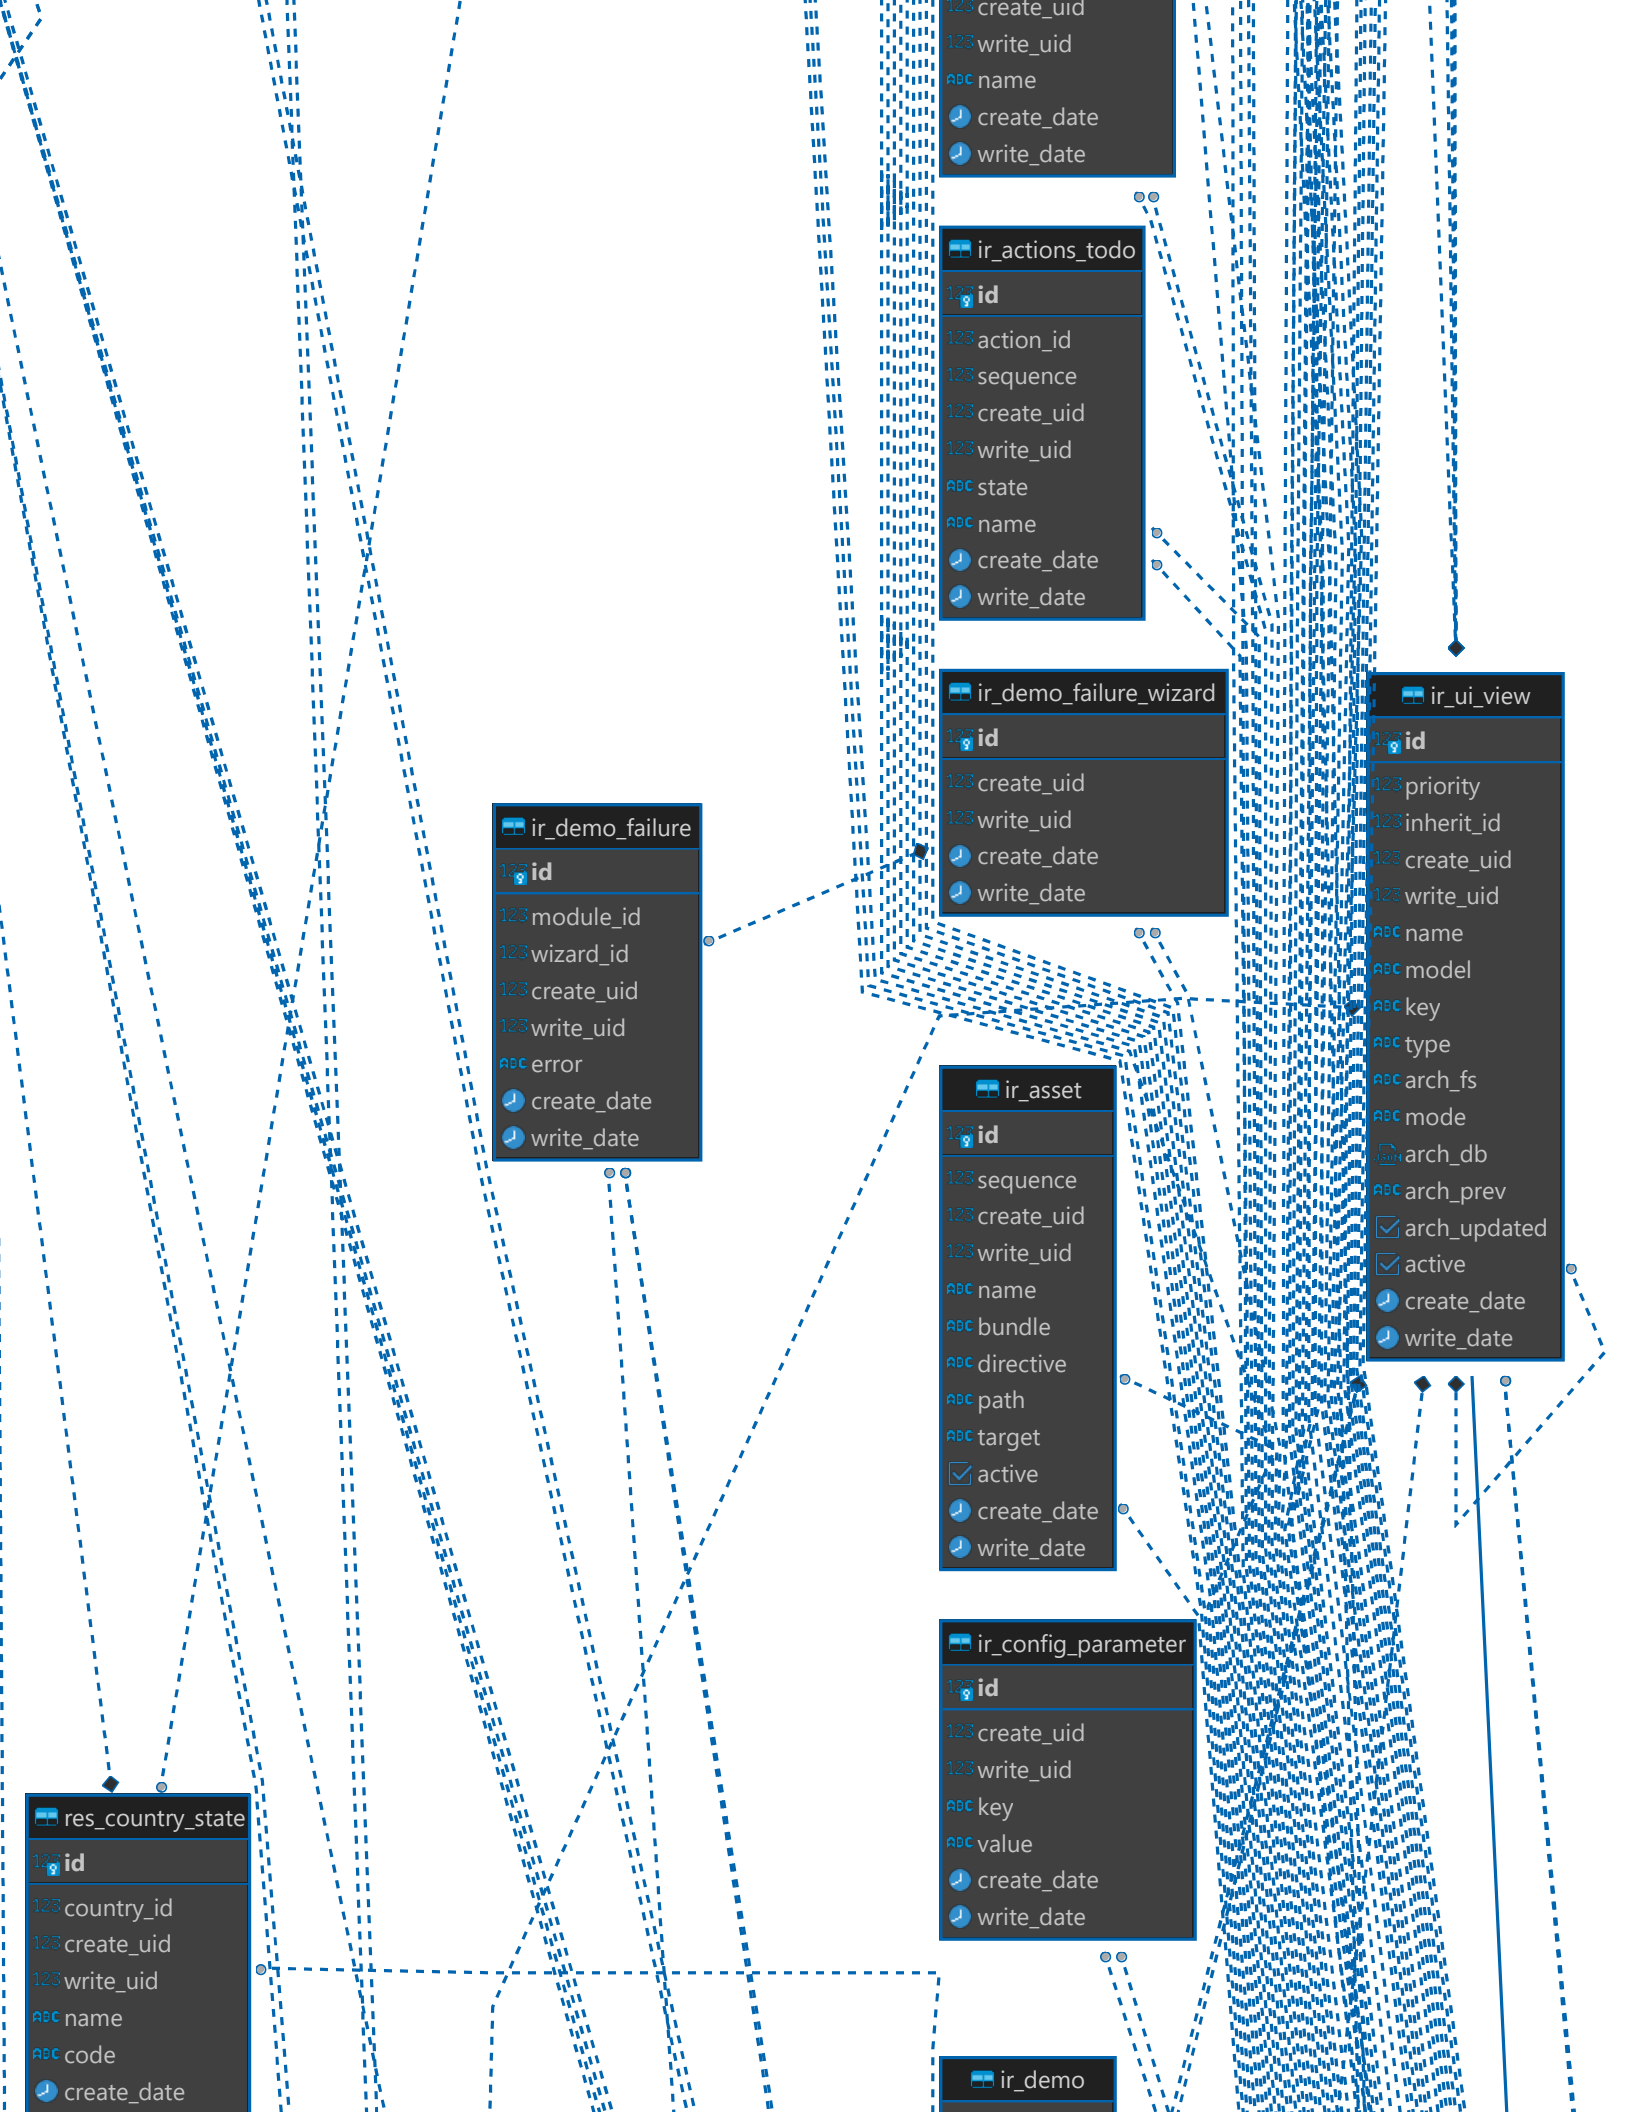 create_uid
write_uid
name
create_date
write_date
ir_actions_todo
id
action_id
sequence
create_uid
write_uid
state
name
create_date
write_date
ir_demo_failure_wizard
id
create_uid
write_uid
create_date
write_date
ir_ui_view
id
priority
inherit_id
create_uid
write_uid
name
model
key
type
arch_fs
mode
arch_db
arch_prev
arch_updated
active
create_date
write_date
ir_demo_failure
id
module_id
wizard_id
create_uid
write_uid
error
create_date
write_date
ir_asset
id
sequence
create_uid
write_uid
name
bundle
directive
path
target
active
create_date
write_date
ir_config_parameter
id
create_uid
write_uid
key
value
create_date
write_date
res_country_state
id
country_id
create_uid
write_uid
name
code
create_date
ir_demo